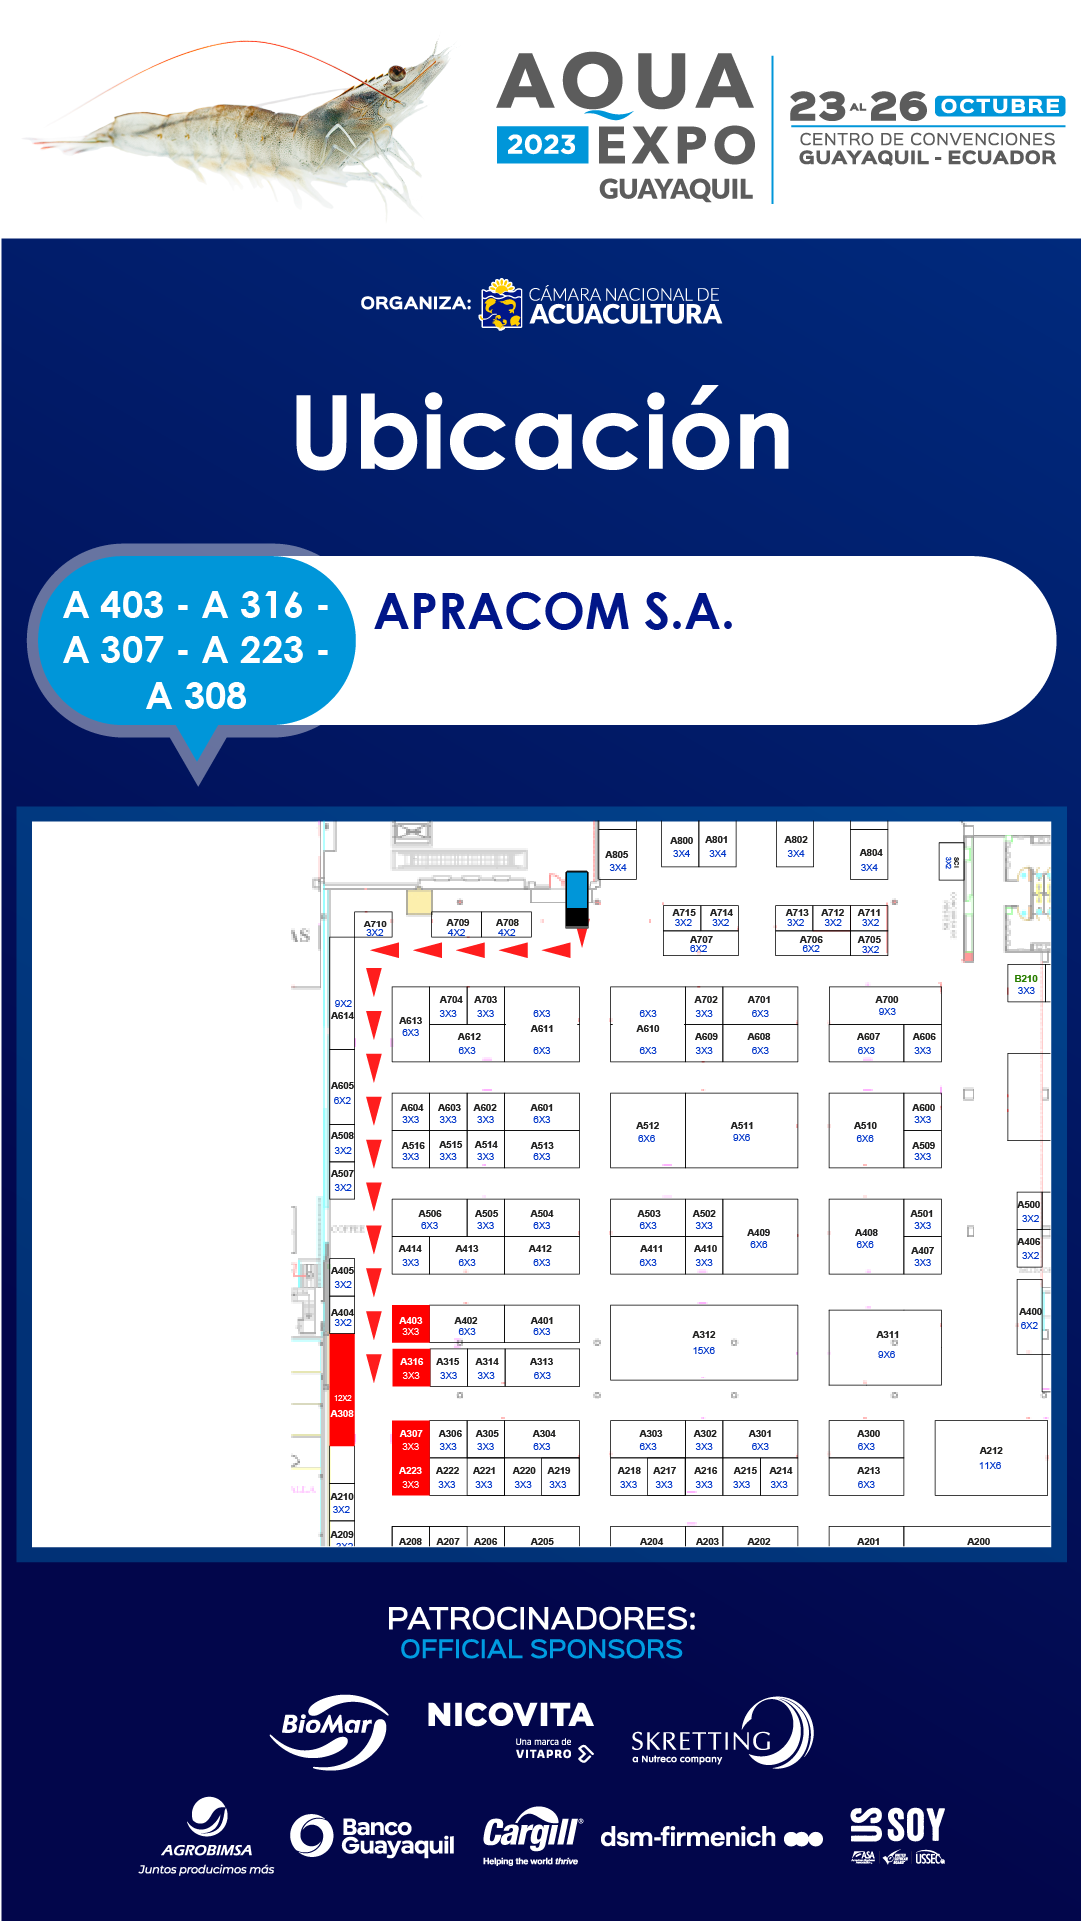 AQUA
2023 EXPO
GUAYAQUIL
23 AL 26 OCTUBRE
CENTRO DE CONVENCIONES
GUAYAQUIL - ECUADOR
ORGANIZA: CÁMARA NACIONAL DE
ACUACULTURA
Ubicación
A 403 - A 316 -
A 307 - A 223 -
A 308
APRACOM S.A.
A805 A800 A801 A802 A804
3X4 3X4 3X4 3X4 3X4
SCI
3X2
A710 A709 A708 A715 A714 A713 A712 A711
3X2 4X2 4X2 3X2 3X2 3X2 3X2 3X2
A707 A706 A705
6X2 6X2 3X2
B210
3X3
9X2
A614
A613 A704 A703 6X3 6X3 A702 A701 A700
6X3 3X3 3X3 A611 A610 3X3 6X3 9X3
A612 6X3 6X3 A609 A608 A607 A606
6X3 3X3 6X3 6X3 3X3
A605
6X2
A604 A603 A602 A601 A600
3X3 3X3 3X3 6X3 3X3
A512 A511 A510
6X6 9X6 6X6
A508
3X2
A516 A515 A514 A513 A509
3X3 3X3 3X3 6X3 3X3
A507
3X2
A506 A505 A504 A503 A502 A501 A500
6X3 3X3 6X3 6X3 3X3 3X3 3X2
COFFEE
A409 A408
6X6 6X6
A414 A413 A412 A411 A410 A407 A406
3X3 6X3 6X3 6X3 3X3 3X3 3X2
A405
3X2
A404
3X2
A403 A402 A401 A312 A311 A400
3X3 6X3 6X3 15X6 9X6 6X2
A316 A315 A314 A313
3X3 3X3 3X3 6X3
12X2
A308
A307 A306 A305 A304 A303 A302 A301 A300
3X3 3X3 3X3 6X3 6X3 3X3 6X3 6X3
A212
11X6
A223 A222 A221 A220 A219 A218 A217 A216 A215 A214 A213
3X3 3X3 3X3 3X3 3X3 3X3 3X3 3X3 3X3 3X3 6X3
A210
3X2
A209
3X2
A208 A207 A206 A205 A204 A203 A202 A201 A200
PATROCINADORES:
OFFICIAL SPONSORS
BioMar
NICOVITA
Una marca de
VITAPRO
SKRETTING
a Nutreco company
AGROBIMSA
Juntos producimos más
Banco
Guayaquil
Cargill®
Helping the world thrive
dsm-firmenich
US SOY
ASA
USSEC